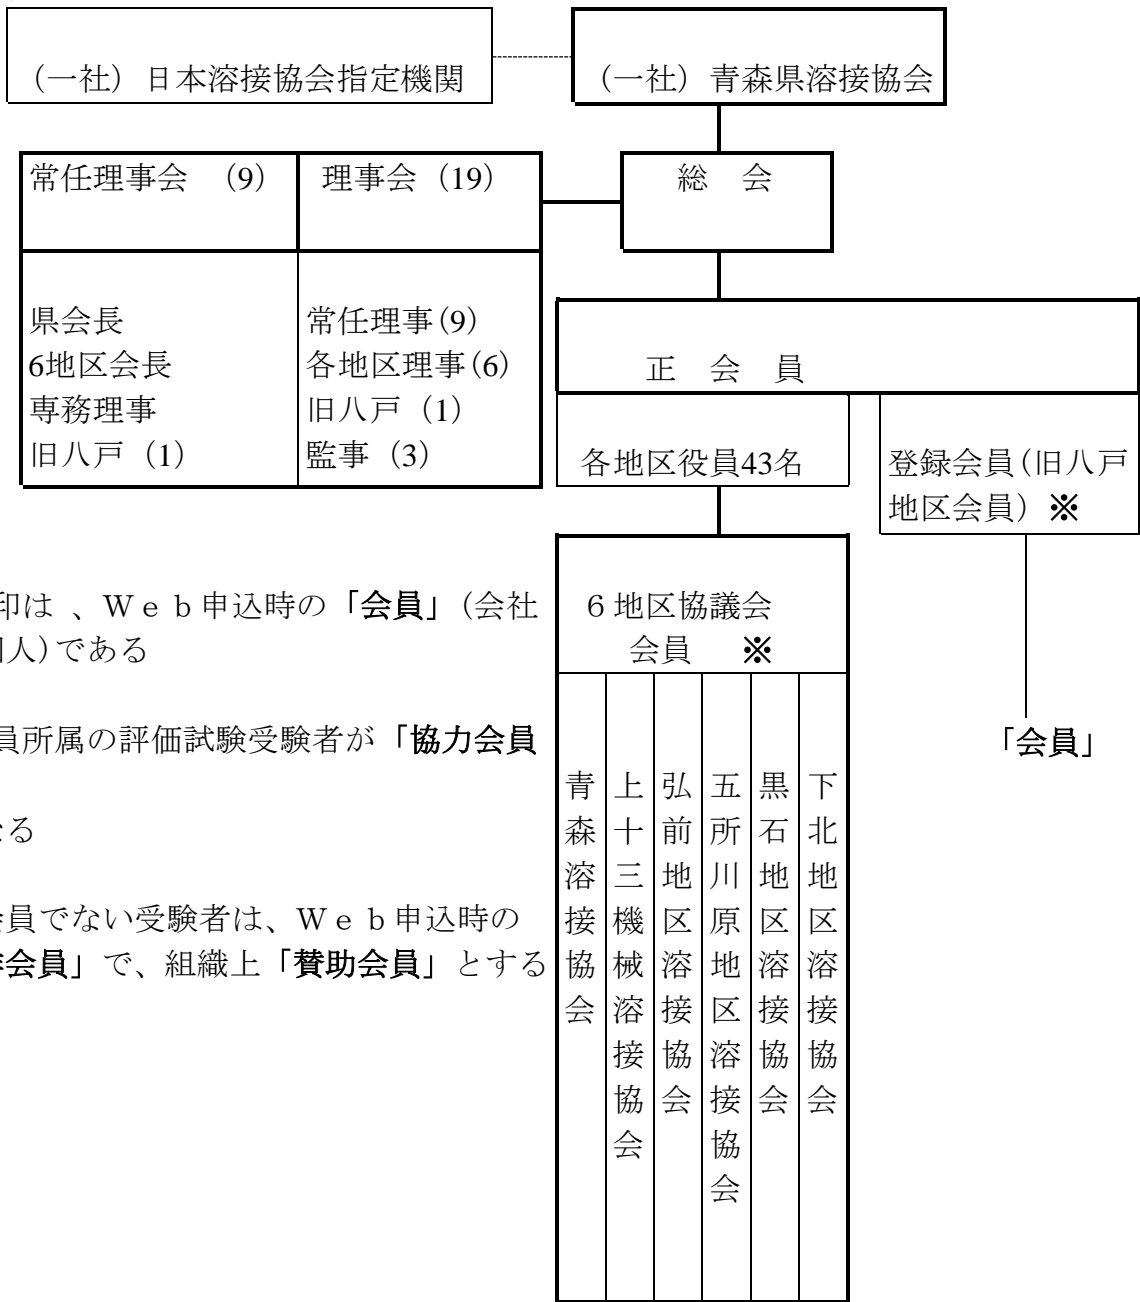 （一社）日本溶接協会指定機関
（一社）青森県溶接協会
常任理事会 （9）
理事会（19）
総 会
県会長
6地区会長
専務理事
旧八戸（1）
常任理事(9)
各地区理事(6)
旧八戸（1）
監事（3）
正 会 員
各地区役員43名
登録会員(旧八戸
地区会員）※
6地区協議会
会員 ※
印は 、Ｗｅｂ申込時の「会員」(会社
人)である
員所属の評価試験受験者が「協力会員
る
会員でない受験者は、Ｗｅｂ申込時の
会員」で、組織上「賛助会員」とする
「会員」
青森溶接協会
上十三機械溶接協会
弘前地区溶接協会
五所川原地区溶接協会
黒石地区溶接協会
下北地区溶接協会